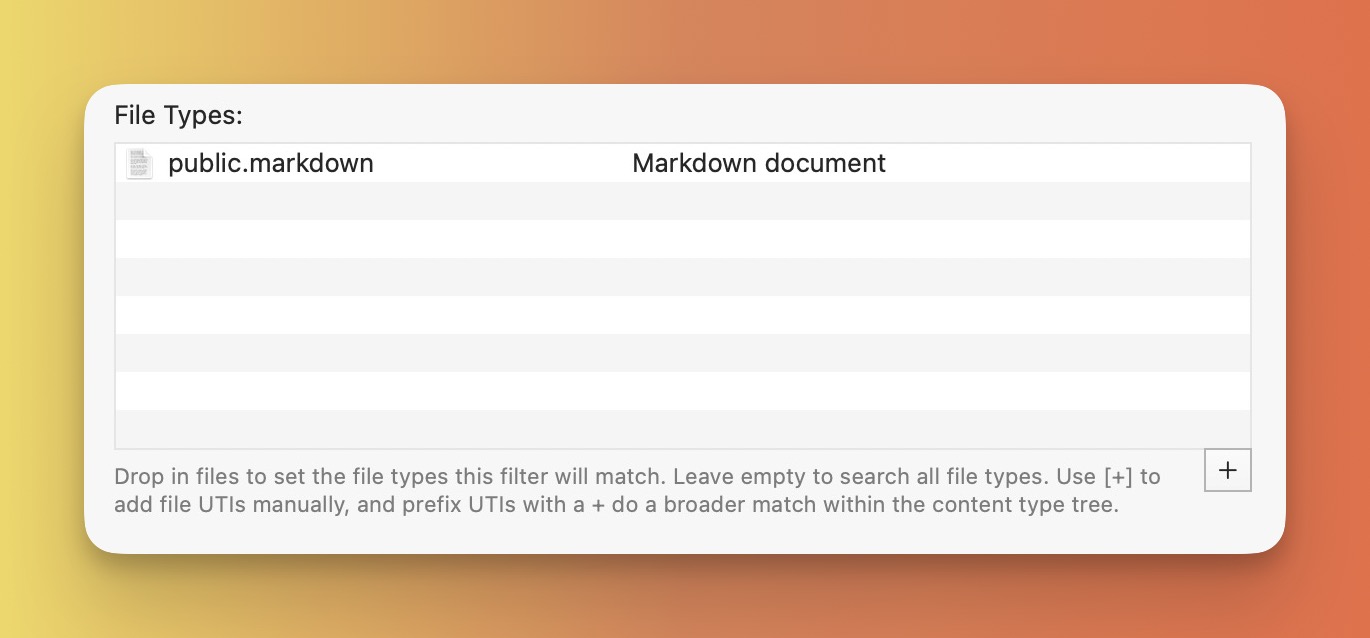 File Types:
public.markdown Markdown document
Drop in files to set the file types this filter will match. Leave empty to search all file types. Use [+] to
add file UTIs manually, and prefix UTIs with a + do a broader match within the content type tree.
+